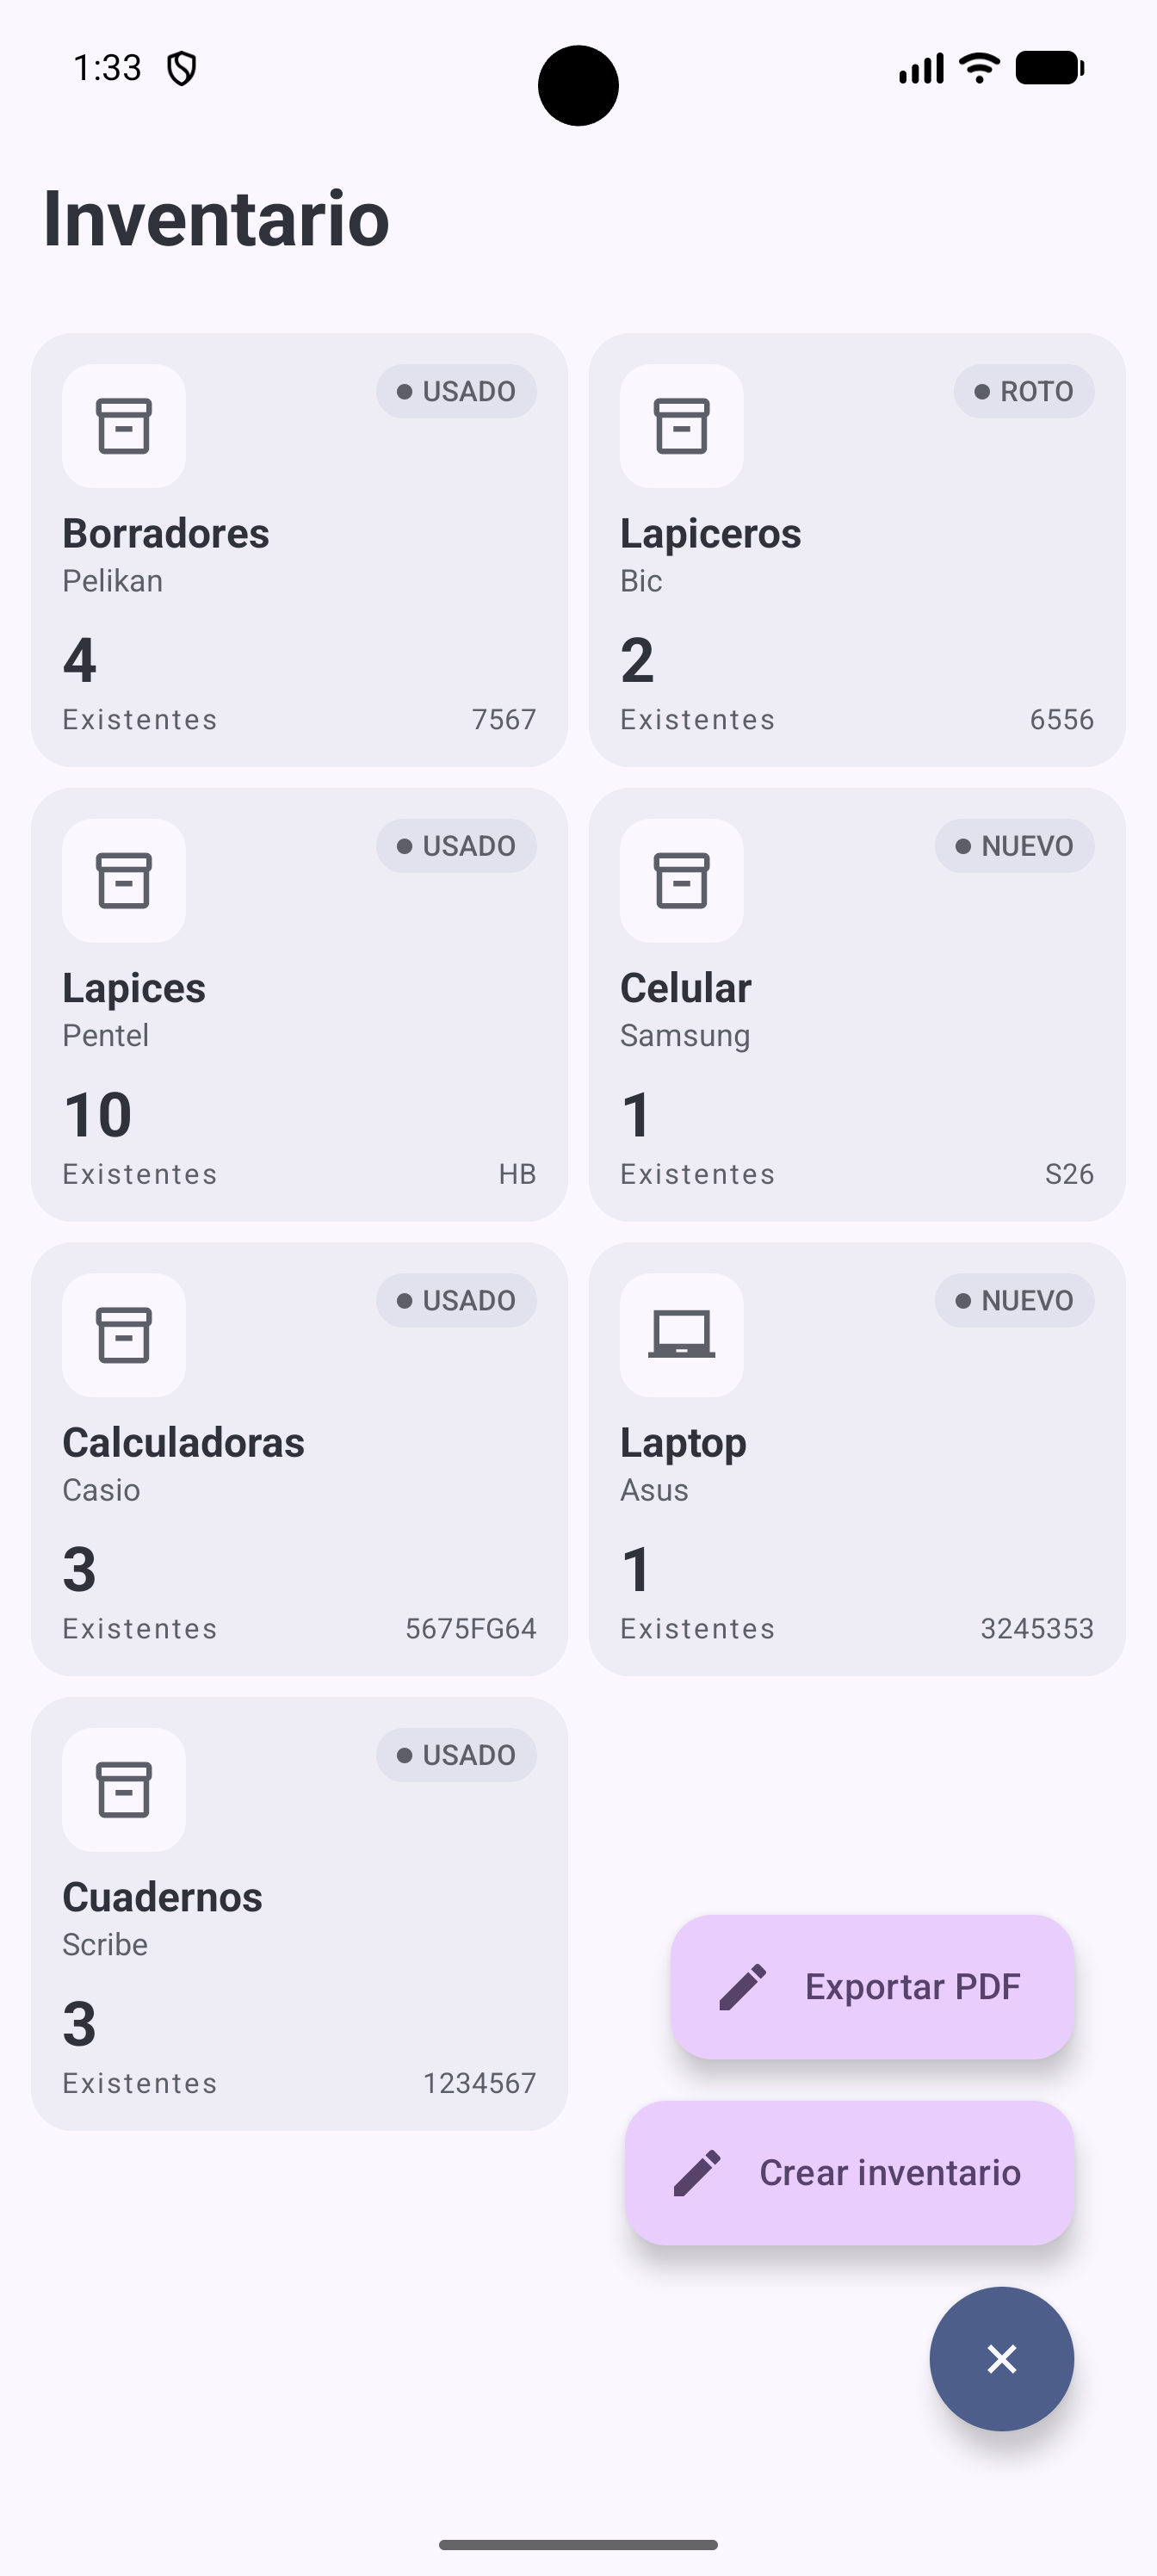 1:33
Inventario
USADO
Borradores
Pelikan
4
Existentes 7567
ROTO
Lapiceros
Bic
2
Existentes 6556
USADO
Lapices
Pentel
10
Existentes HB
NUEVO
Celular
Samsung
1
Existentes S26
USADO
Calculadoras
Casio
3
Existentes 5675FG64
NUEVO
Laptop
Asus
1
Existentes 3245353
USADO
Cuadernos
Scribe
3
Existentes 1234567
Exportar PDF
Crear inventario